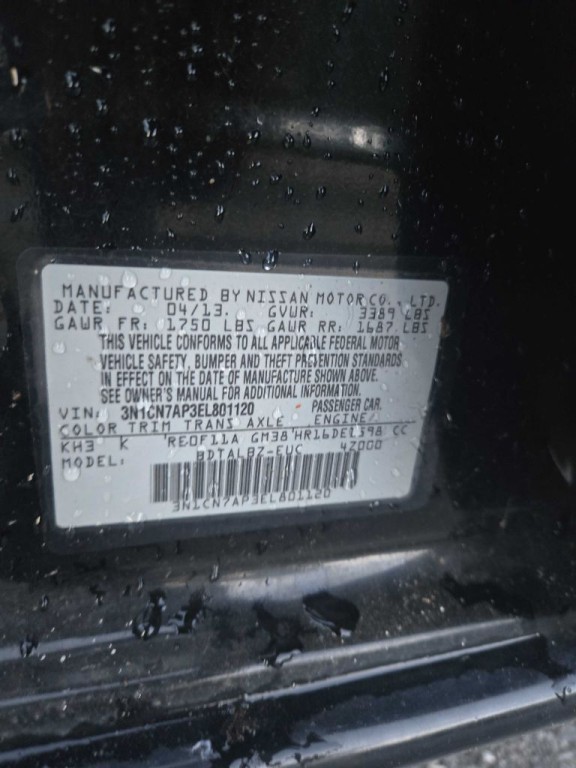 MANUFACTURED BY NISSAN MOTOR CO., LTD.
DATE: 04/13. GVWR: 3389 LBS
GAWR FR: 1750 LBS GAWR RR: 1687 LBS
THIS VEHICLE CONFORMS TO ALL APPLICABLE FEDERAL MOTOR
VEHICLE SAFETY, BUMPER AND THEFT PREVENTION STANDARDS
IN EFFECT ON THE DATE OF MANUFACTURE SHOWN ABOVE.
SEE OWNER'S MANUAL FOR ADDITIONAL INFORMATION.
VIN: 3N1CN7AP3EL801120 PASSENGER CAR.
COLOR TRIM TRANS AXLE ENGINE/
KH3 K RE0F11A GM38 HR16DE1598 CC
MODEL: BDTALBZ-EUC 4Z000
3N1CN7AP3EL801120